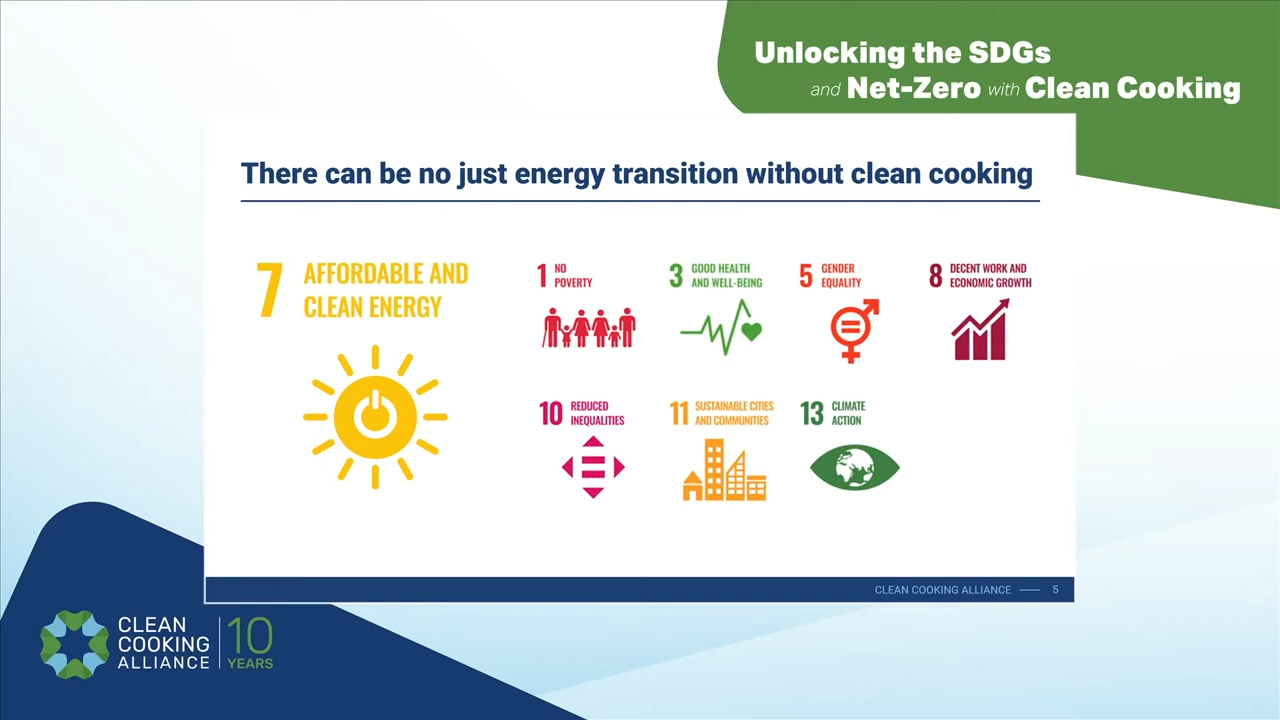 Unlocking the SDGs
and Net-Zero with Clean Cooking
There can be no just energy transition without clean cooking
7 AFFORDABLE AND
CLEAN ENERGY
1 NO
POVERTY
3 GOOD HEALTH
AND WELL-BEING
5 GENDER
EQUALITY
8 DECENT WORK AND
ECONOMIC GROWTH
10 REDUCED
INEQUALITIES
11 SUSTAINABLE CITIES
AND COMMUNITIES
13 CLIMATE
ACTION
CLEAN COOKING ALLIANCE 5
CLEAN
COOKING
ALLIANCE
10
YEARS